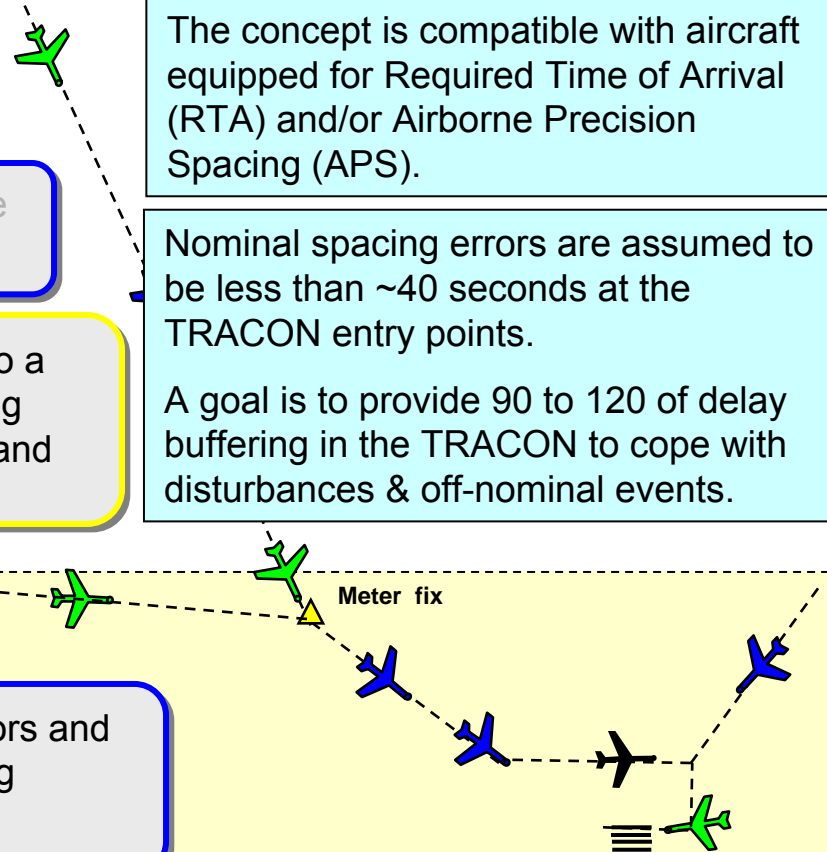 The concept is compatible with aircraft
equipped for Required Time of Arrival
(RTA) and/or Airborne Precision
Spacing (APS).
e
Nominal spacing errors are assumed to
be less than ~40 seconds at the
TRACON entry points.
A goal is to provide 90 to 120 of delay
buffering in the TRACON to cope with
disturbances & off-nominal events.
o a
g
and
Meter fix
ors and
g